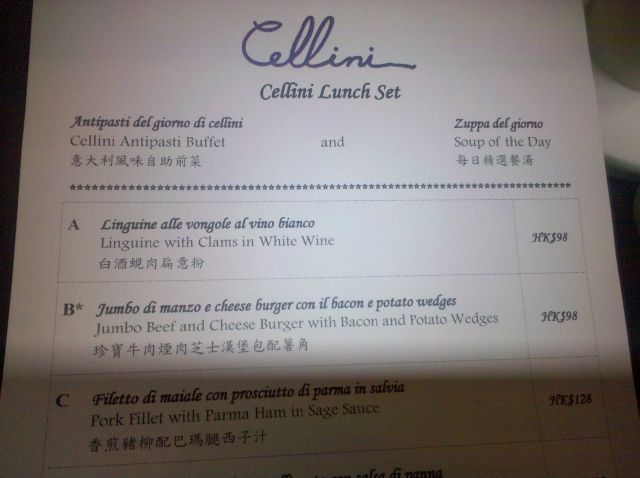 Cellini
Cellini Lunch Set
Antipasti del giorno di cellini
Cellini Antipasti Buffet
意大利風味自助前菜
and
Zuppa del giorno
Soup of the Day
每日精選餐湯
A Linguine alle vongole al vino bianco
Linguine with Clams in White Wine
白酒蜆肉扁意粉
HK$98
B* Jumbo di manzo e cheese burger con il bacon e potato wedges
Jumbo Beef and Cheese Burger with Bacon and Potato Wedges
珍寶牛肉煙肉芝士漢堡包配薯角
HK$98
C Filetto di maiale con prosciutto di parma in salvia
Pork Fillet with Parma Ham in Sage Sauce
香煎豬柳配巴瑪腿西子汁
HK$128
con salsa di panna